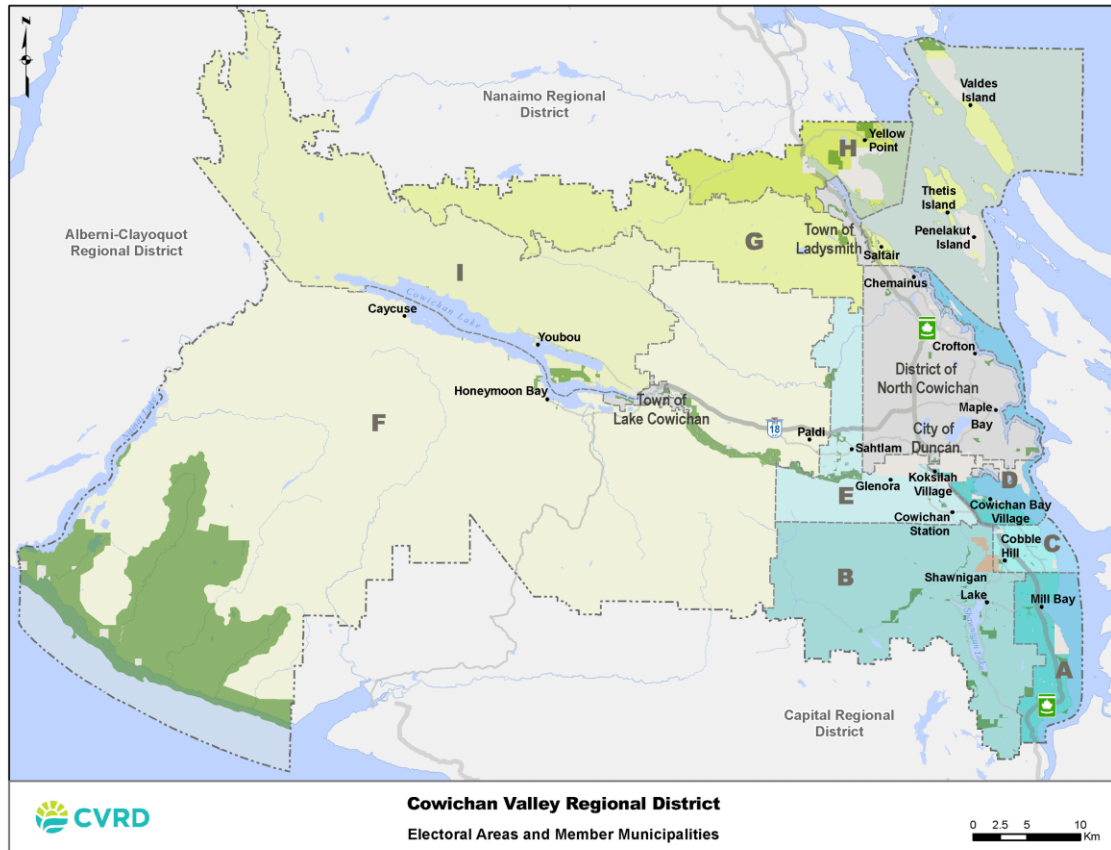 N
Nanaimo Regional
District
Valdes
Island
Yellow
Point
H
Thetis
Island
Penelakut
Island
Alberni-Clayoquot
Regional District
G
Town of
Ladysmith
Saltair
Chemainus
I
Cowichan Lake
Caycuse
Youbou
Crofton
District of
North Cowichan
Honeymoon Bay
Town of
Lake Cowichan
F
18
Paldi
Maple
Bay
City of
Duncan
Sahtlam
Glenora
Koksilah
Village
D
E
Cowichan Bay
Village
Cowichan
Station
Cobble
Hill
C
B
Shawnigan
Lake
Mill Bay
Shawnigan Lake
A
Capital Regional
District
CVRD
Cowichan Valley Regional District
Electoral Areas and Member Municipalities
0 2.5 5 10
Km